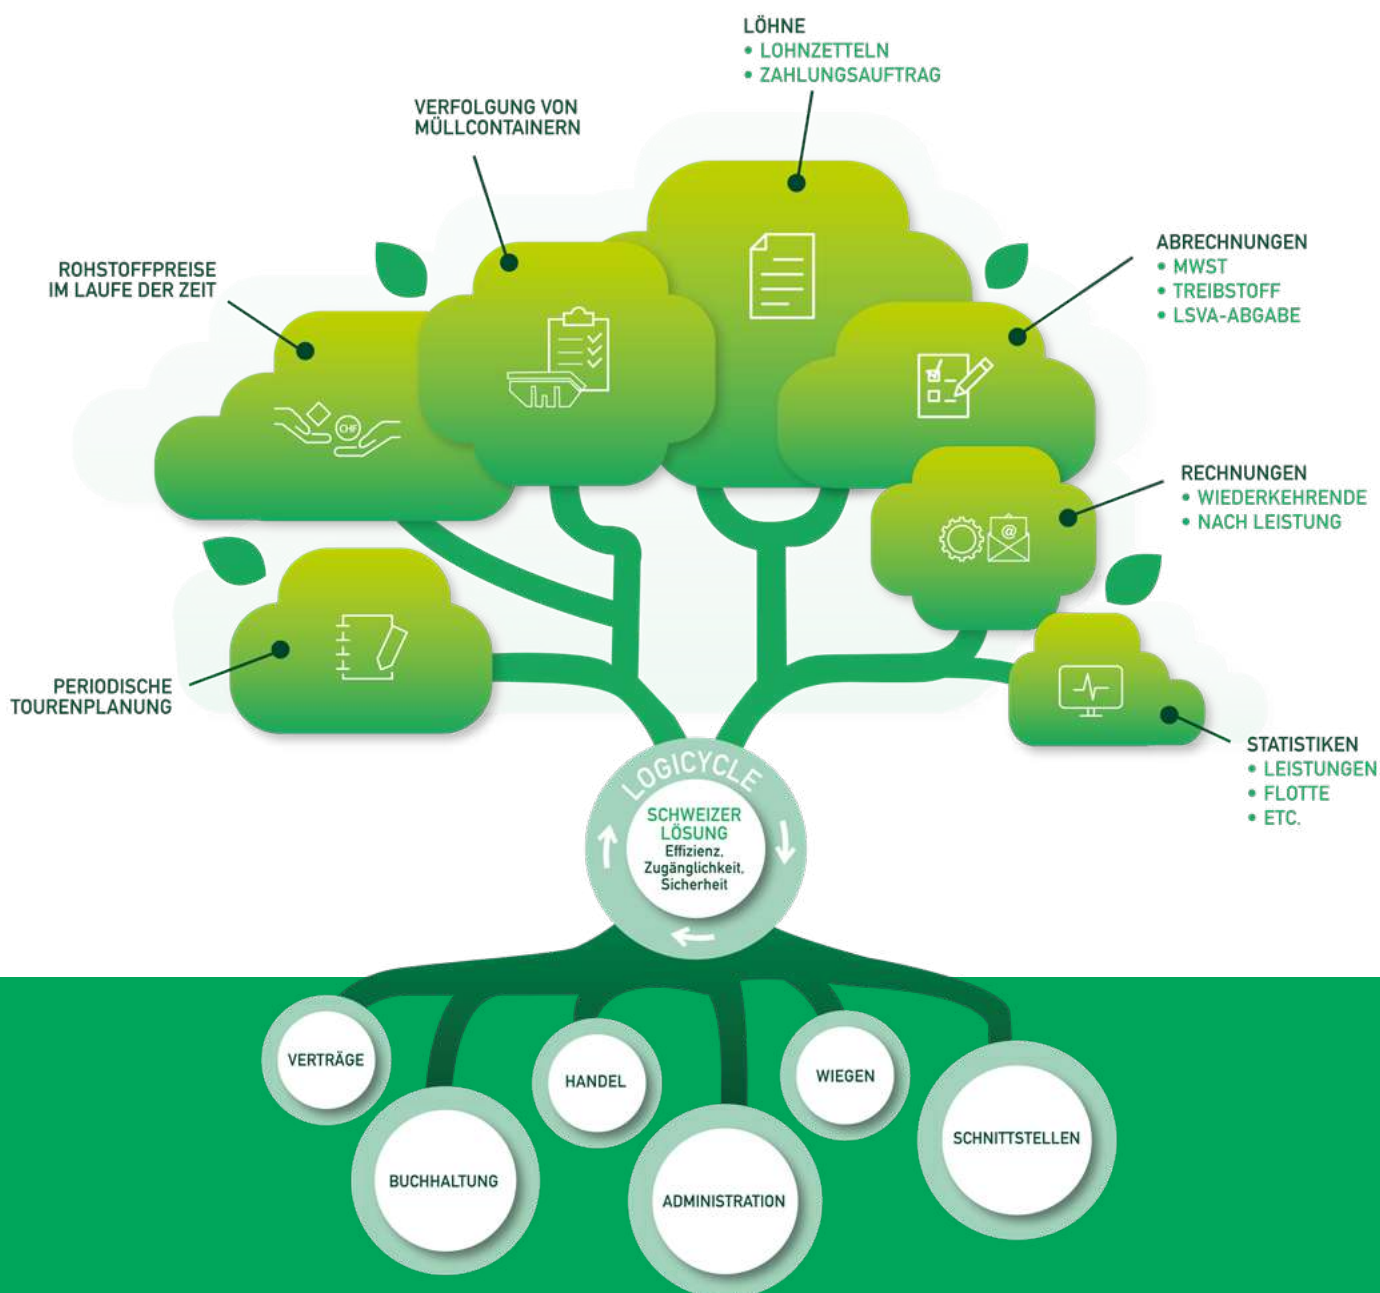 LÖHNE
• LOHNZETTELN
• ZAHLUNGSAUFTRAG
VERFOLGUNG VON
MÜLLCONTAINERN
ROHSTOFFPREISE
IM LAUFE DER ZEIT
ABRECHNUNGEN
• MWST
• TREIBSTOFF
• LSVA-ABGABE
CHF
RECHNUNGEN
• WIEDERKEHRENDE
• NACH LEISTUNG
@
PERIODISCHE
TOURENPLANUNG
STATISTIKEN
• LEISTUNGEN
• FLOTTE
• ETC.
LOGICYCLE
SCHWEIZER
LÖSUNG
Effizienz,
Zugänglichkeit,
Sicherheit
VERTRÄGE
HANDEL
WIEGEN
BUCHHALTUNG
ADMINISTRATION
SCHNITTSTELLEN